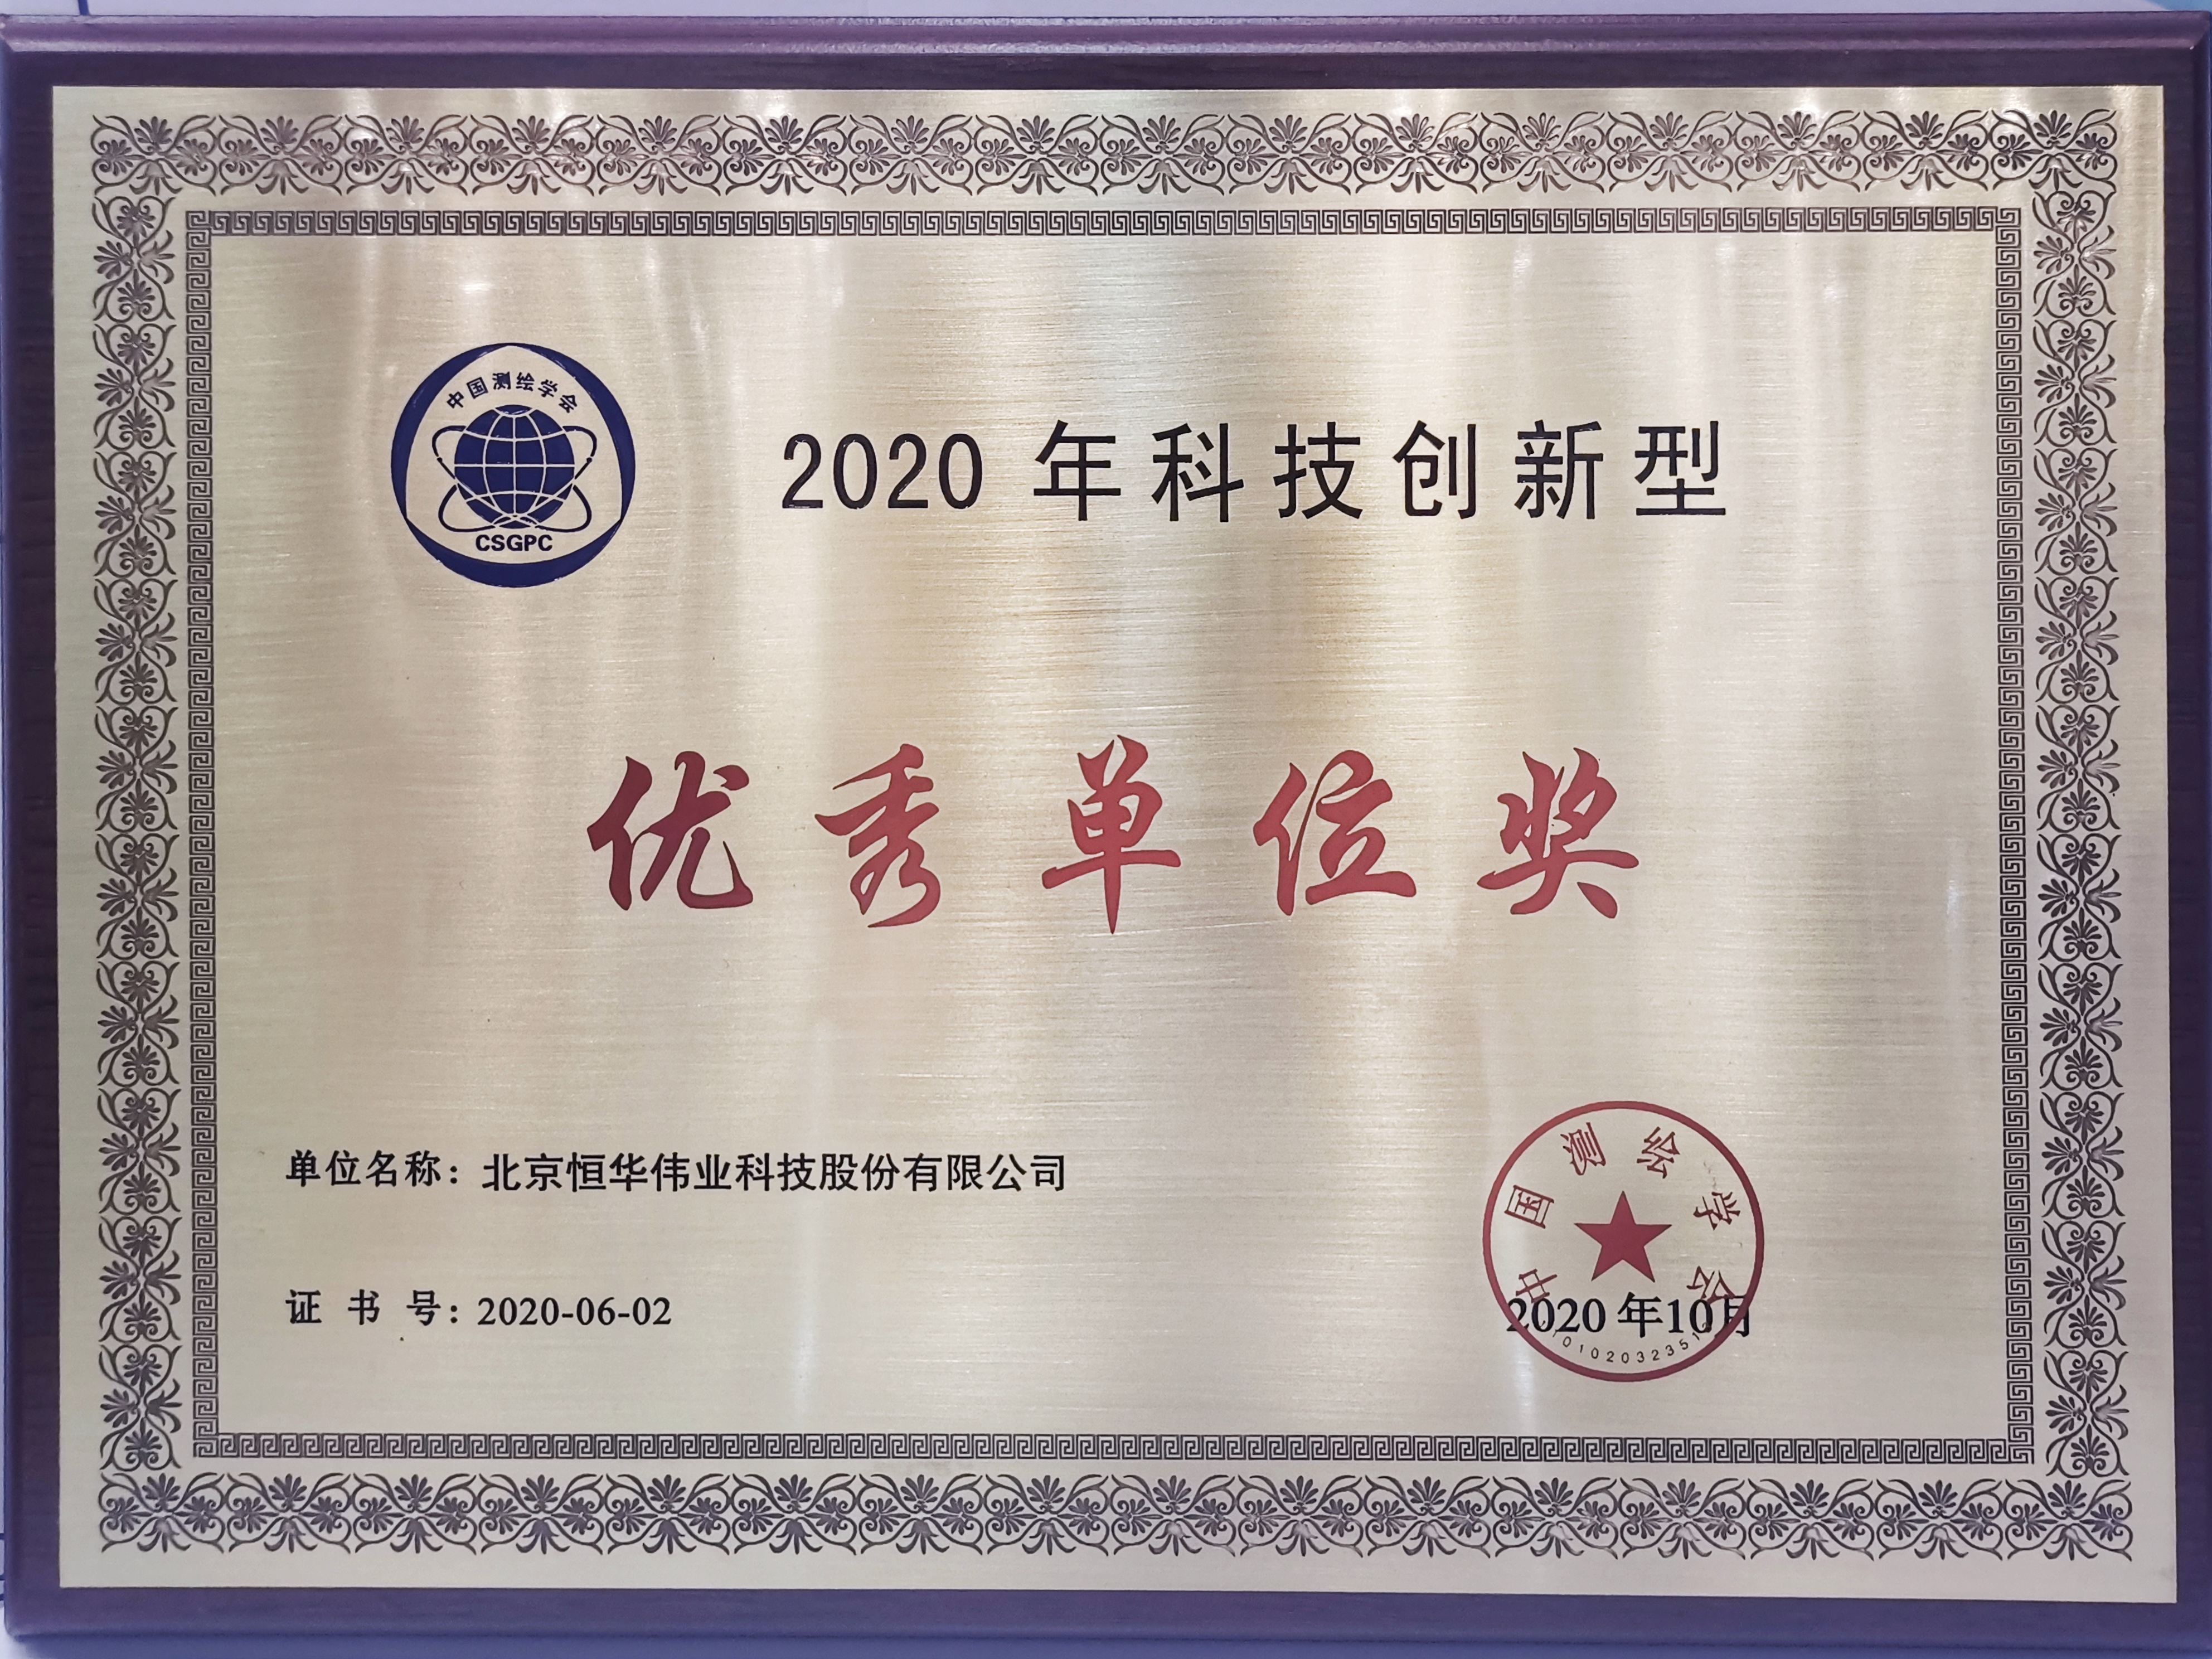 中国测绘学会
CSGPC
2020 年科技创新型
优秀单位奖
单位名称：北京恒华伟业科技股份有限公司
证书号：2020-06-02
中国测绘学会
2020 年10月